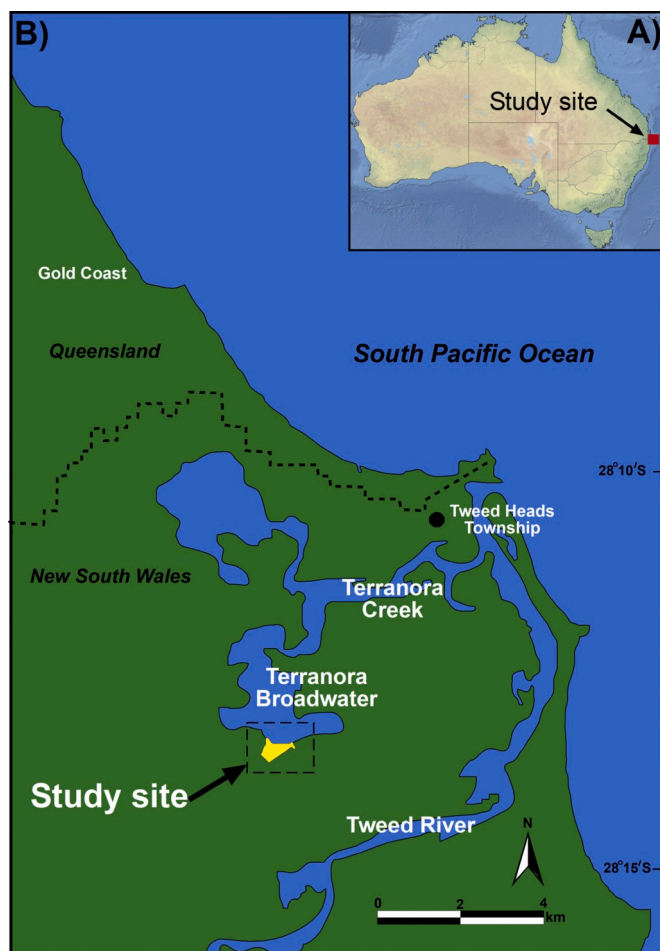 B)
A)
Study site
Gold Coast
Queensland
South Pacific Ocean
28°10'S
Tweed Heads
Township
New South Wales
Terranora
Creek
Terranora
Broadwater
Study site
Tweed River
N
28°15'S
0 2 4
km